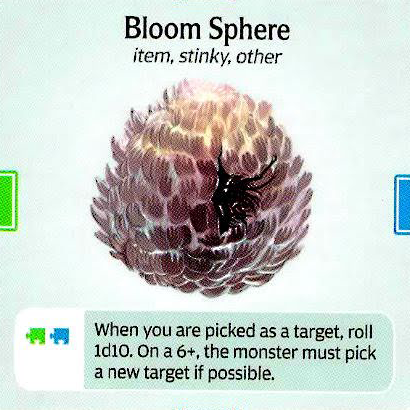 Bloom Sphere
item, stinky, other
When you are picked as a target, roll
1d10. On a 6+, the monster must pick
a new target if possible.